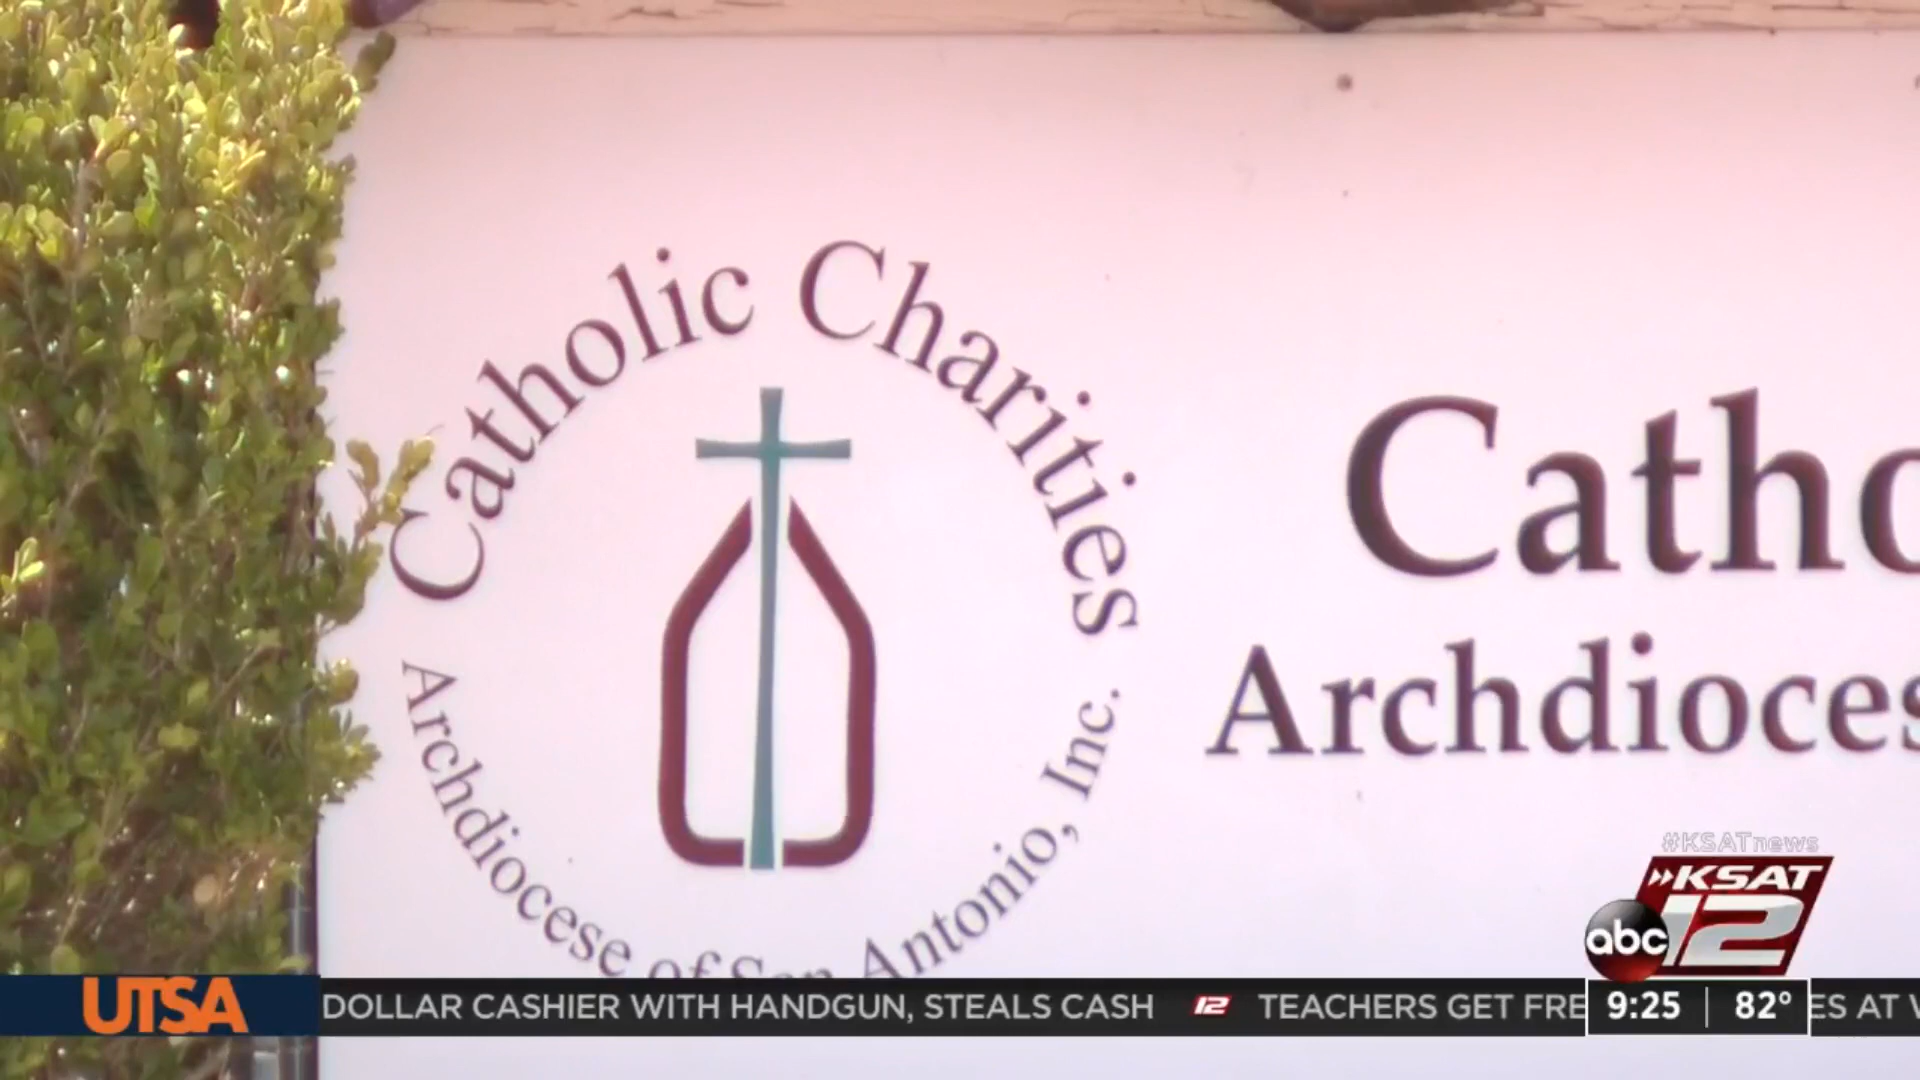 Catholic Charities
Archdiocese of San Antonio, Inc.
Catho
Archdioces
#KSATnews
KSAT
12
abc
UTSA
DOLLAR CASHIER WITH HANDGUN, STEALS CASH 12 TEACHERS GET FRE
9:25 82°
ES AT